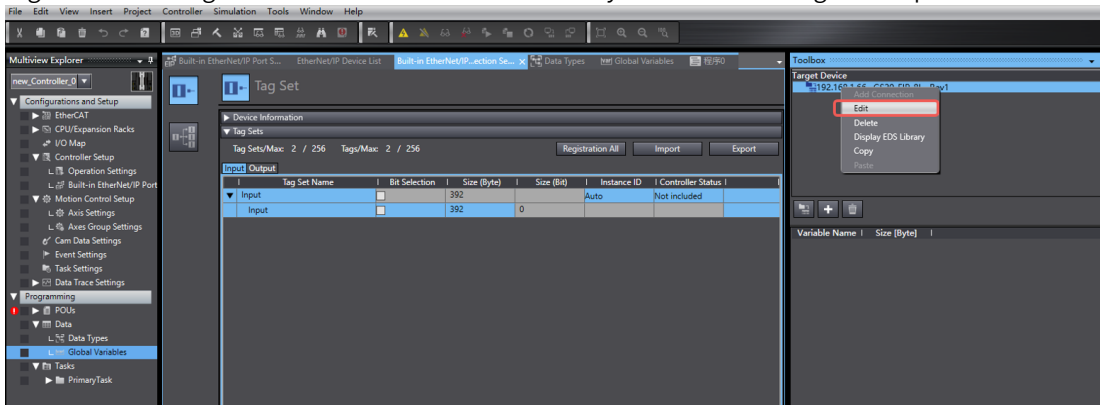 File Edit View Insert Project Controller Simulation Tools Window Help
Multiview Explorer
new_Controller_0
Configurations and Setup
EtherCAT
CPU/Expansion Racks
I/O Map
Controller Setup
Operation Settings
Built-in EtherNet/IP Port
Motion Control Setup
Axis Settings
Axes Group Settings
Cam Data Settings
Event Settings
Task Settings
Data Trace Settings
Programming
POUs
Data
Data Types
Global Variables
Tasks
PrimaryTask
Built-in EtherNet/IP Port S... EtherNet/IP Device List Built-in EtherNet/IP...ection Se... x Data Types Global Variables 程序0
Tag Set
Device Information
Tag Sets
Tag Sets/Max: 2 / 256 Tags/Max: 2 / 256 Registration All Import Export
Input Output
Tag Set Name Bit Selection Size (Byte) Size (Bit) Instance ID Controller Status
Input 392 Auto Not included
Input 392 0
Toolbox
Target Device
Add Connection
Edit
Delete
Display EDS Library
Copy
Paste
Variable Name Size [Byte]